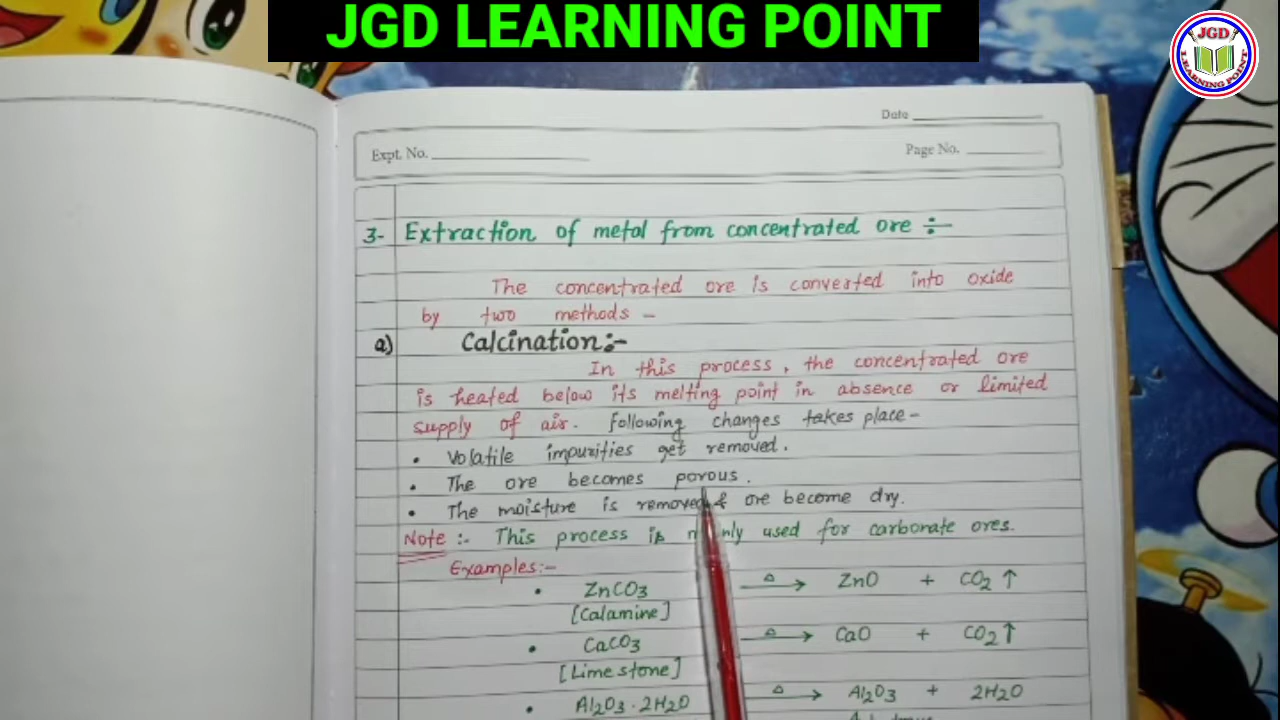 JGD LEARNING POINT
JGD
LEARNING POINT
Date
Expt. No.
Page No.
3- Extraction of metal from concentrated ore :-
The concentrated ore is converted into oxide
by two methods -
a) Calcination:-
In this process, the concentrated ore
is heated below its melting point in absence or limited
supply of air. following changes takes place-
• Volatile impurities get removed.
• The ore becomes porous.
• The moisture is removed & ore become dry.
Note :- This process is used for carbonate ores.
Examples:-
• ZnCO3 —Δ→ ZnO + CO2 ↑
[Calamine]
• CaCO3 —Δ→ CaO + CO2 ↑
[Lime stone]
• Al2O3 · 2H2O —Δ→ Al2O3 + 2H2O